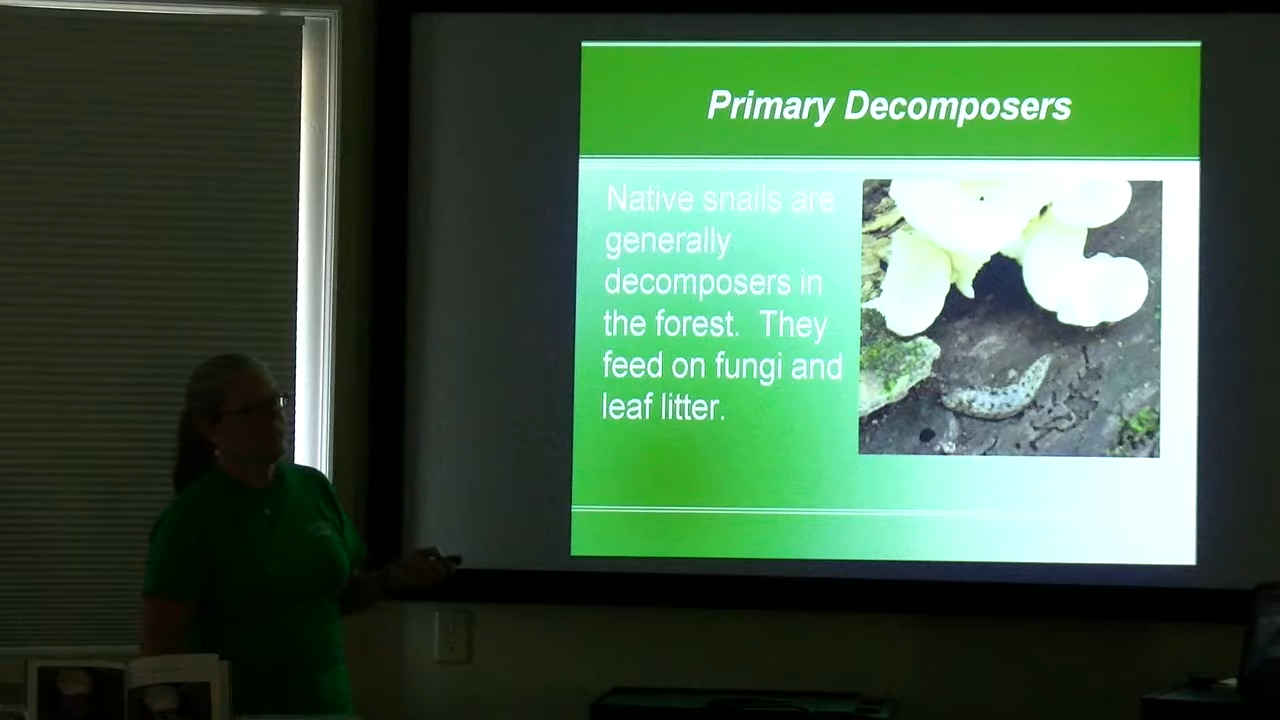 Primary Decomposers
Native snails are
generally
decomposers in
the forest.  They
feed on fungi and
leaf litter.